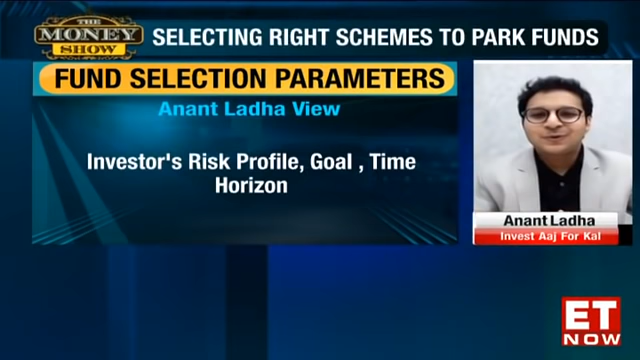 THE
MONEY
SHOW
SELECTING RIGHT SCHEMES TO PARK FUNDS
FUND SELECTION PARAMETERS
Anant Ladha View
Investor's Risk Profile, Goal , Time
Horizon
Anant Ladha
Invest Aaj For Kal
ET
NOW